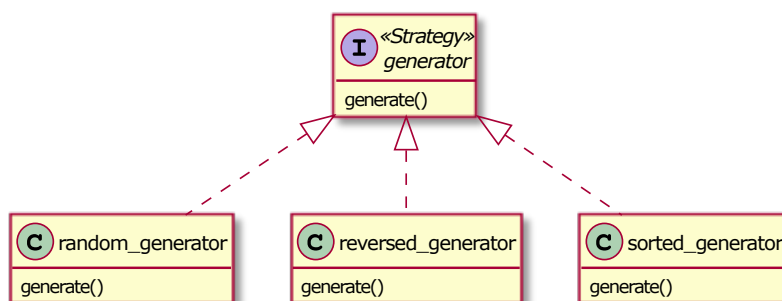 I «Strategy»
generator
generate()
C random_generator
C reversed_generator
C sorted_generator
generate()
generate()
generate()